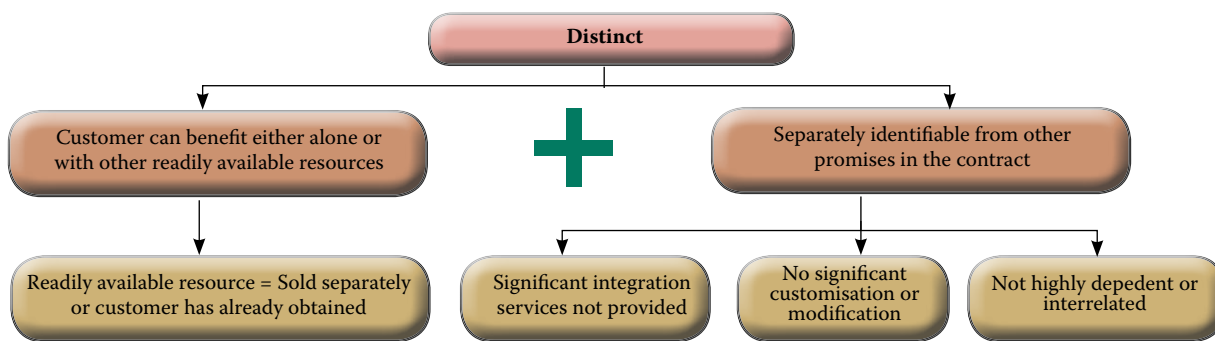 Distinct
Customer can benefit either alone or
with other readily available resources
Separately identifiable from other
promises in the contract
Readily available resource = Sold separately
or customer has already obtained
Significant integration
services not provided
No significant
customisation or
modification
Not highly depedent or
interrelated